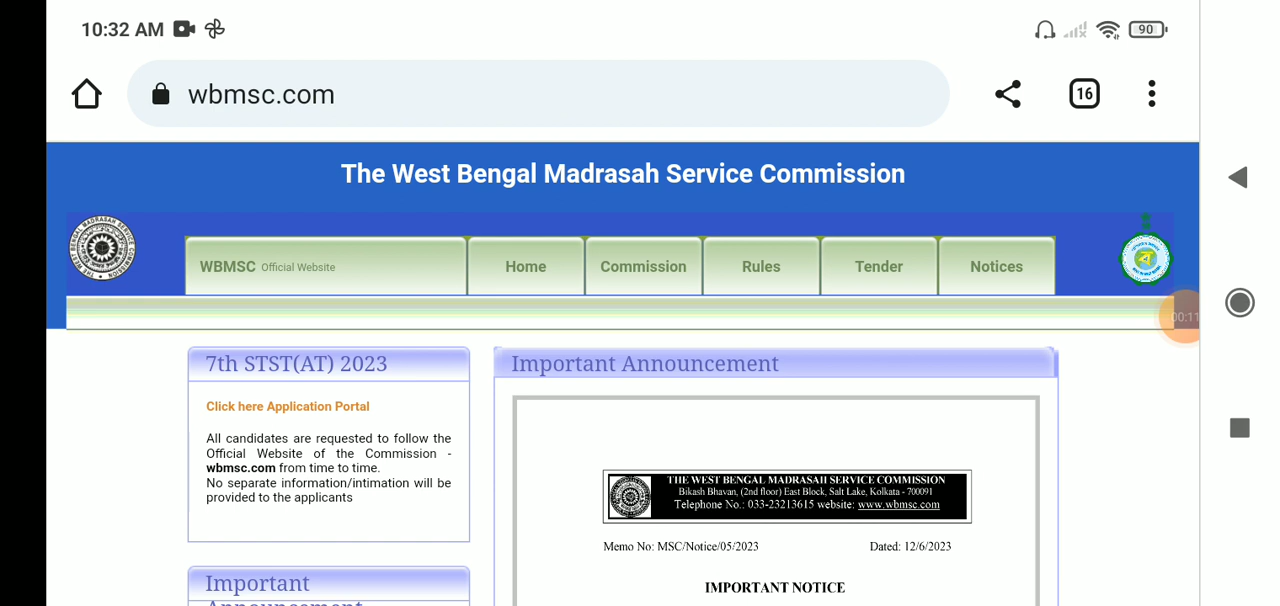 10:32 AM
90
wbmsc.com
16
The West Bengal Madrasah Service Commission
WBMSC Official Website
Home
Commission
Rules
Tender
Notices
00:11
7th STST(AT) 2023
Click here Application Portal
All candidates are requested to follow the
Official Website of the Commission -
wbmsc.com from time to time.
No separate information/intimation will be
provided to the applicants
Important
Important Announcement
THE WEST BENGAL MADRASAH SERVICE COMMISSION
Bikash Bhavan, (2nd floor) East Block, Salt Lake, Kolkata - 700091
Telephone No.: 033-23213615 website: www.wbmsc.com
Memo No: MSC/Notice/05/2023
Dated: 12/6/2023
IMPORTANT NOTICE